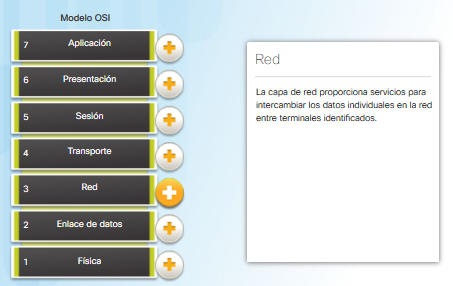 Modelo OSI
7 Aplicación
6 Presentación
5 Sesión
4 Transporte
3 Red
2 Enlace de datos
1 Física
Red
La capa de red proporciona servicios para
intercambiar los datos individuales en la red
entre terminales identificados.